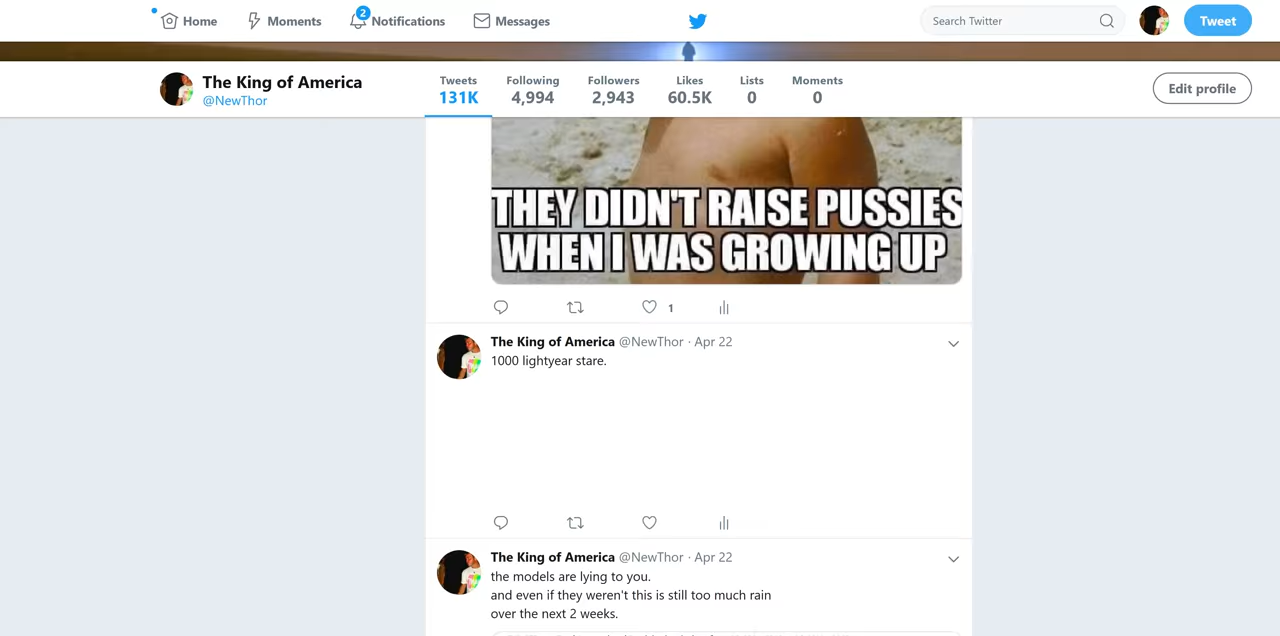 Home
Moments
2
Notifications
Messages
Search Twitter
Tweet
The King of America
@NewThor
Tweets
131K
Following
4,994
Followers
2,943
Likes
60.5K
Lists
0
Moments
0
Edit profile
THEY DIDN'T RAISE PUSSIES
WHEN I WAS GROWING UP
1
The King of America @NewThor · Apr 22
1000 lightyear stare.
The King of America @NewThor · Apr 22
the models are lying to you.
and even if they weren't this is still too much rain
over the next 2 weeks.